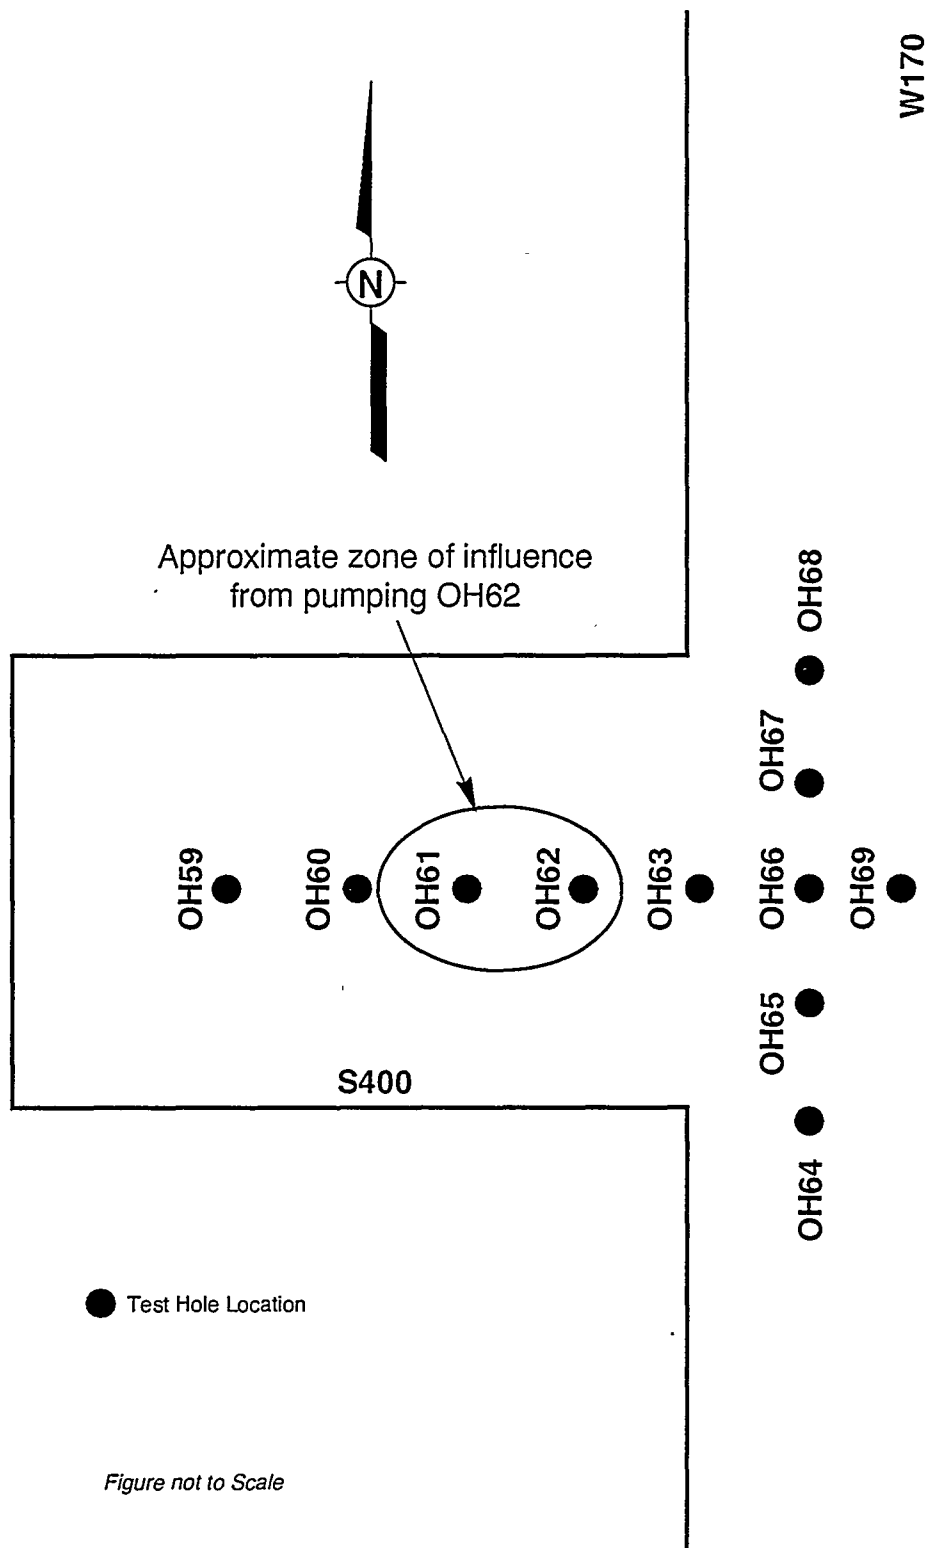 W170
N
Approximate zone of influence
from pumping OH62
OH68
OH67
OH59
OH60
OH61
OH62
OH63
OH66
OH69
OH65
S400
OH64
Test Hole Location
Figure not to Scale